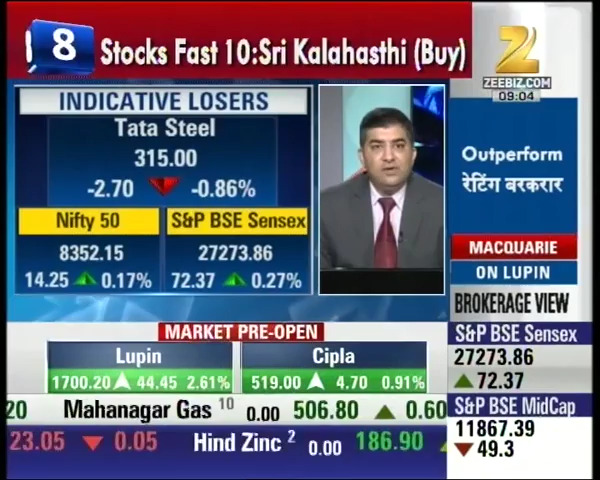 8
Stocks Fast 10:Sri Kalahasthi (Buy)
Z
ZEEBIZ.COM
09:04
INDICATIVE LOSERS
Tata Steel
315.00
-2.70 -0.86%
Nifty 50
8352.15
14.25 0.17%
S&P BSE Sensex
27273.86
72.37 0.27%
Outperform
रेटिंग बरकरार
MACQUARIE
ON LUPIN
BROKERAGE VIEW
S&P BSE Sensex
27273.86
72.37
S&P BSE MidCap
11867.39
49.3
MARKET PRE-OPEN
Lupin
1700.20 44.45 2.61%
Cipla
519.00 4.70 0.91%
20 Mahanagar Gas 10 0.00 506.80 0.60
23.05 0.05 Hind Zinc 2 0.00 186.90